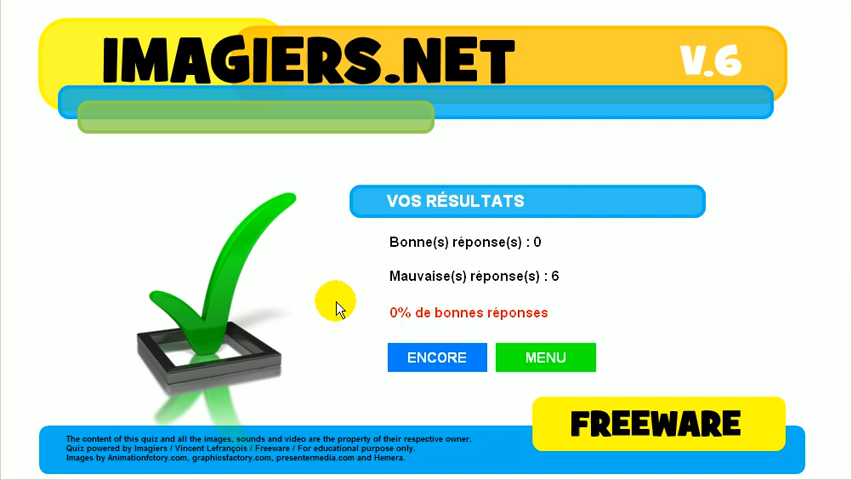 IMAGIERS.NET
V.6
VOS RÉSULTATS
Bonne(s) réponse(s) : 0
Mauvaise(s) réponse(s) : 6
0% de bonnes réponses
ENCORE
MENU
FREEWARE
The content of this quiz and all the images, sounds and video are the property of their respective owner.
Quiz powered by Imagiers / Vincent Lefrançois / Freeware / For educational purpose only.
Images by Animationfctory.com, graphicsfactory.com, presentermedia.com and Hemera.